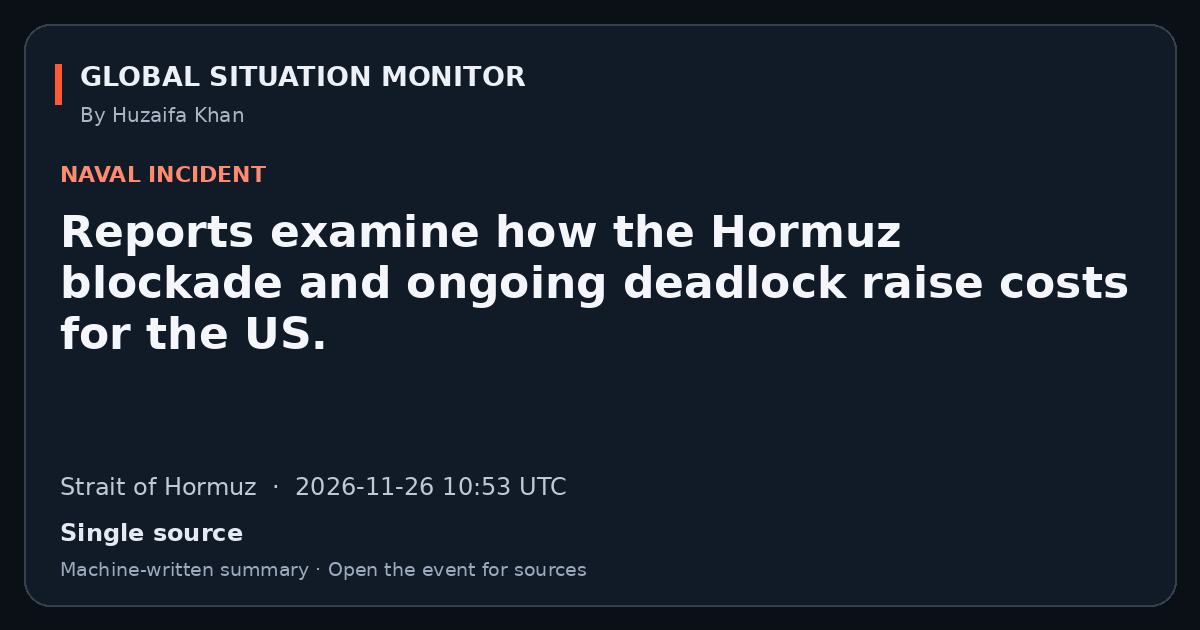 GLOBAL SITUATION MONITOR
By Huzaifa Khan
NAVAL INCIDENT
Reports examine how the Hormuz
blockade and ongoing deadlock raise costs
for the US.
Strait of Hormuz · 2026-11-26 10:53 UTC
Single source
Machine-written summary · Open the event for sources